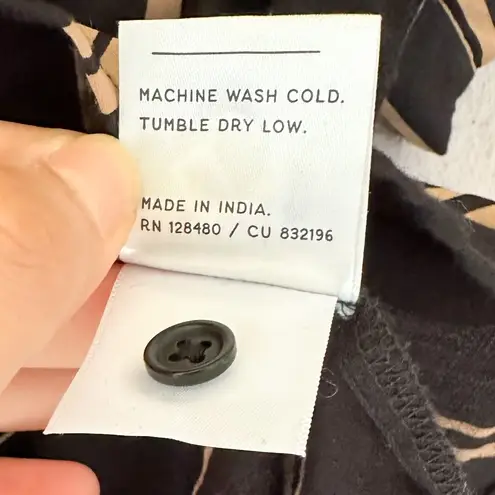 MACHINE WASH COLD.
TUMBLE DRY LOW.
MADE IN INDIA.
RN 128480 / CU 832196